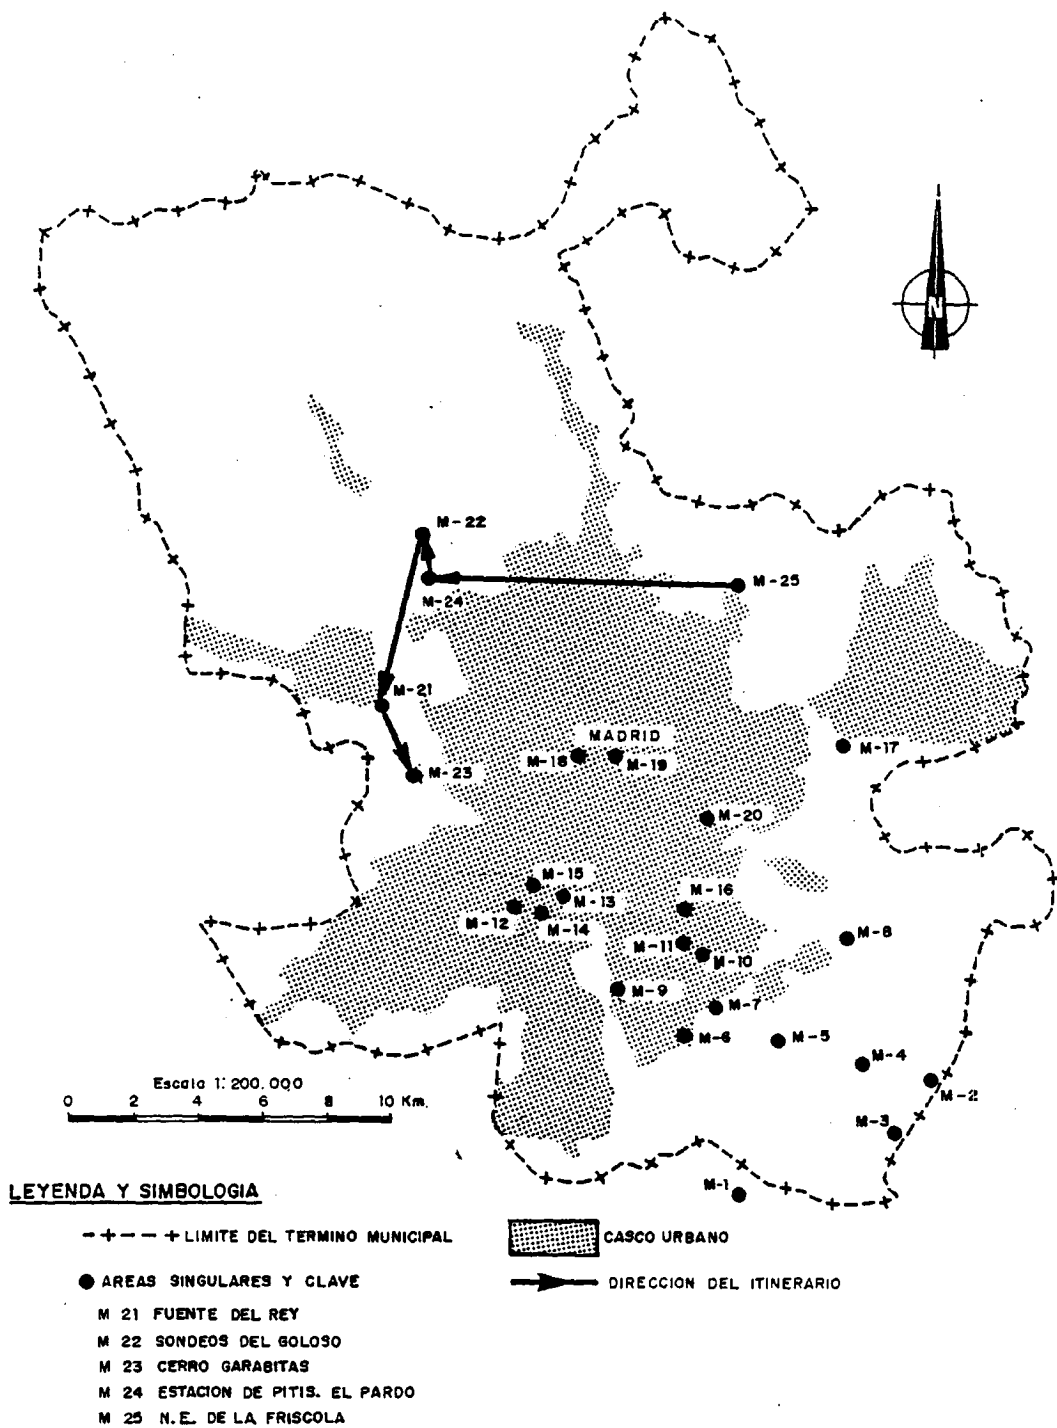 N
M-22
M-24
M-25
M-21
MADRID
M-17
M-18
M-19
M-23
M-20
M-15
M-16
M-13
M-12
M-14
M-8
M-11
M-10
M-9
M-7
M-6
M-5
M-4
M-2
M-3
M-1
Escala 1:200.000
0 2 4 6 8 10 Km.
LEYENDA Y SIMBOLOGIA
LIMITE DEL TERMINO MUNICIPAL
CASCO URBANO
AREAS SINGULARES Y CLAVE
DIRECCION DEL ITINERARIO
M 21 FUENTE DEL REY
M 22 SONDEOS DEL GOLOSO
M 23 CERRO GARABITAS
M 24 ESTACION DE PITIS. EL PARDO
M 25 N.E. DE LA FRISCOLA